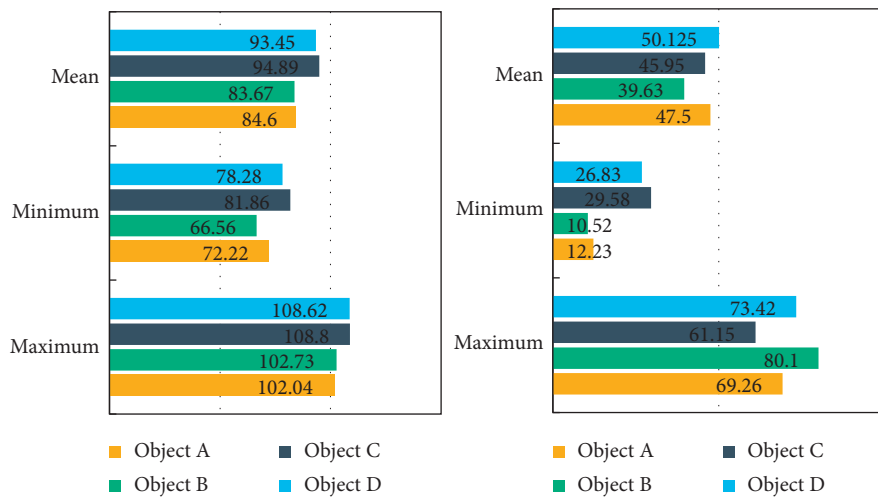 Mean
93.45
94.89
83.67
84.6
Minimum
78.28
81.86
66.56
72.22
Maximum
108.62
108.8
102.73
102.04
Object A
Object C
Object B
Object D
Mean
50.125
45.95
39.63
47.5
Minimum
26.83
29.58
10.52
12.23
Maximum
73.42
61.15
80.1
69.26
Object A
Object C
Object B
Object D